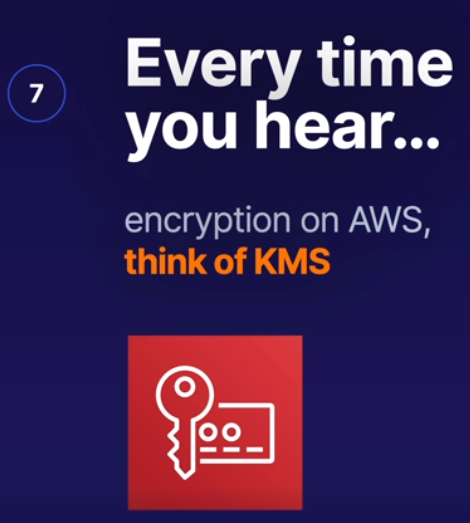 7
Every time
you hear...
encryption on AWS,
think of KMS